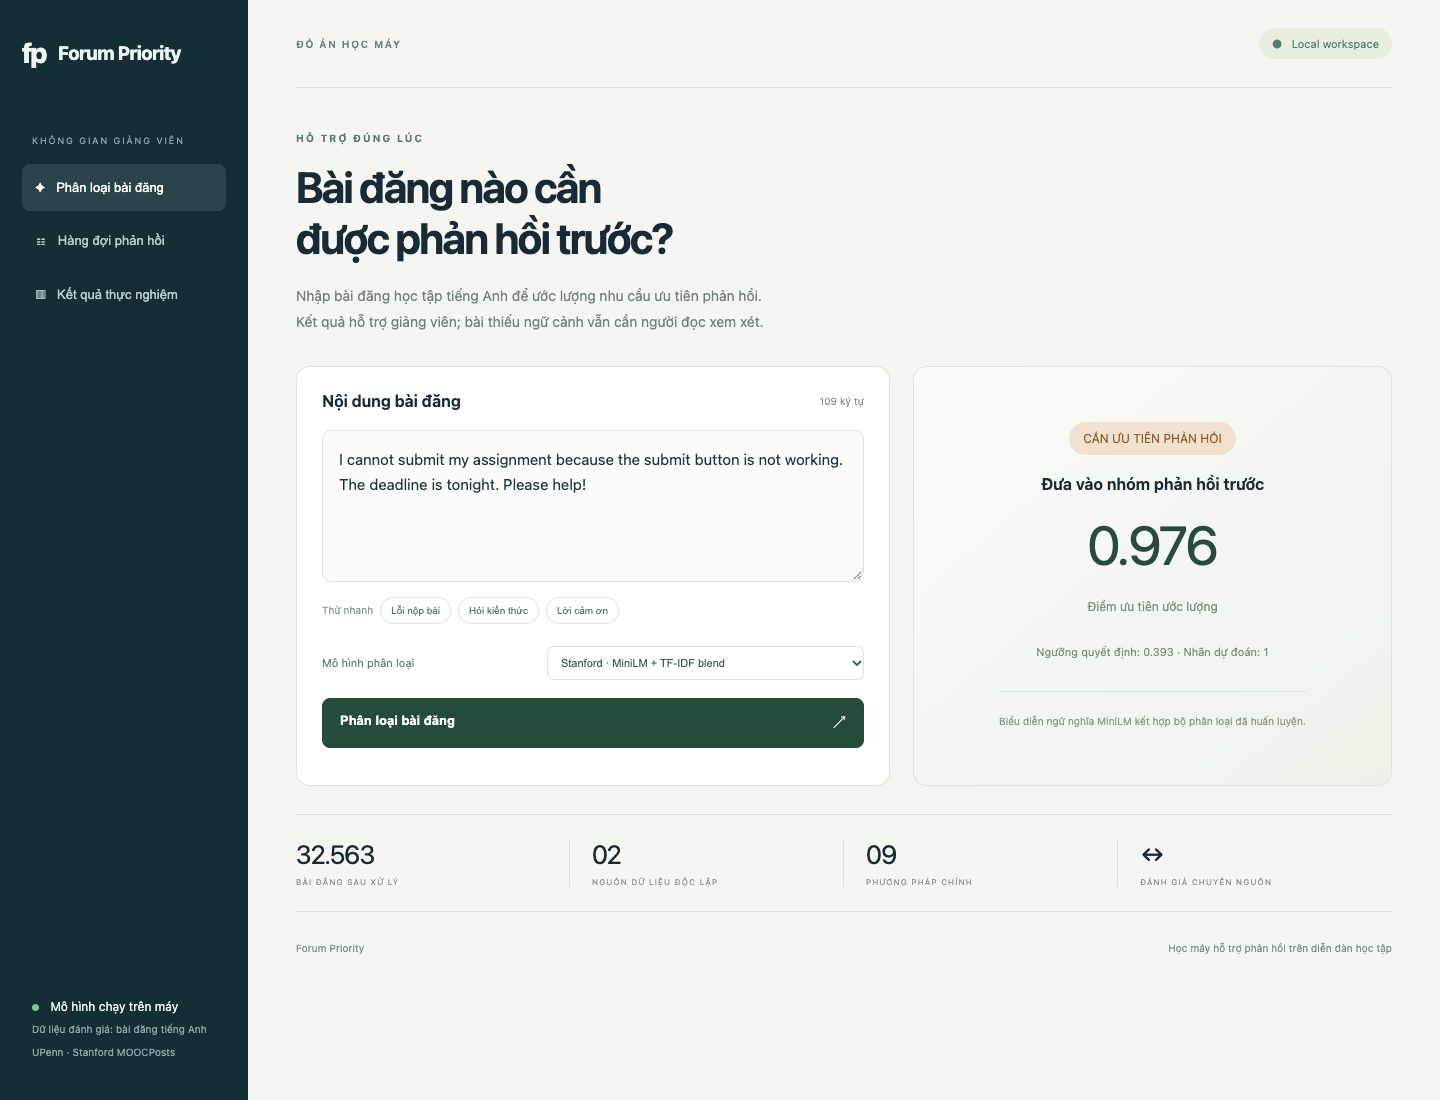 fp Forum Priority
KHÔNG GIAN GIẢNG VIÊN
Phân loại bài đăng
Hàng đợi phản hồi
Kết quả thực nghiệm
Mô hình chạy trên máy
Dữ liệu đánh giá: bài đăng tiếng Anh
UPenn · Stanford MOOCPosts
ĐỒ ÁN HỌC MÁY
Local workspace
HỖ TRỢ ĐÚNG LÚC
Bài đăng nào cần
được phản hồi trước?
Nhập bài đăng học tập tiếng Anh để ước lượng nhu cầu ưu tiên phản hồi.
Kết quả hỗ trợ giảng viên; bài thiếu ngữ cảnh vẫn cần người đọc xem xét.
Nội dung bài đăng
109 ký tự
I cannot submit my assignment because the submit button is not working.
The deadline is tonight. Please help!
Thử nhanh
Lỗi nộp bài
Hỏi kiến thức
Lời cảm ơn
Mô hình phân loại
Stanford · MiniLM + TF-IDF blend
Phân loại bài đăng ↗
CẦN ƯU TIÊN PHẢN HỒI
Đưa vào nhóm phản hồi trước
0.976
Điểm ưu tiên ước lượng
Ngưỡng quyết định: 0.393 · Nhãn dự đoán: 1
Biểu diễn ngữ nghĩa MiniLM kết hợp bộ phân loại đã huấn luyện.
32.563
BÀI ĐĂNG SAU XỬ LÝ
02
NGUỒN DỮ LIỆU ĐỘC LẬP
09
PHƯƠNG PHÁP CHÍNH
↔
ĐÁNH GIÁ CHUYỂN NGUỒN
Forum Priority
Học máy hỗ trợ phản hồi trên diễn đàn học tập